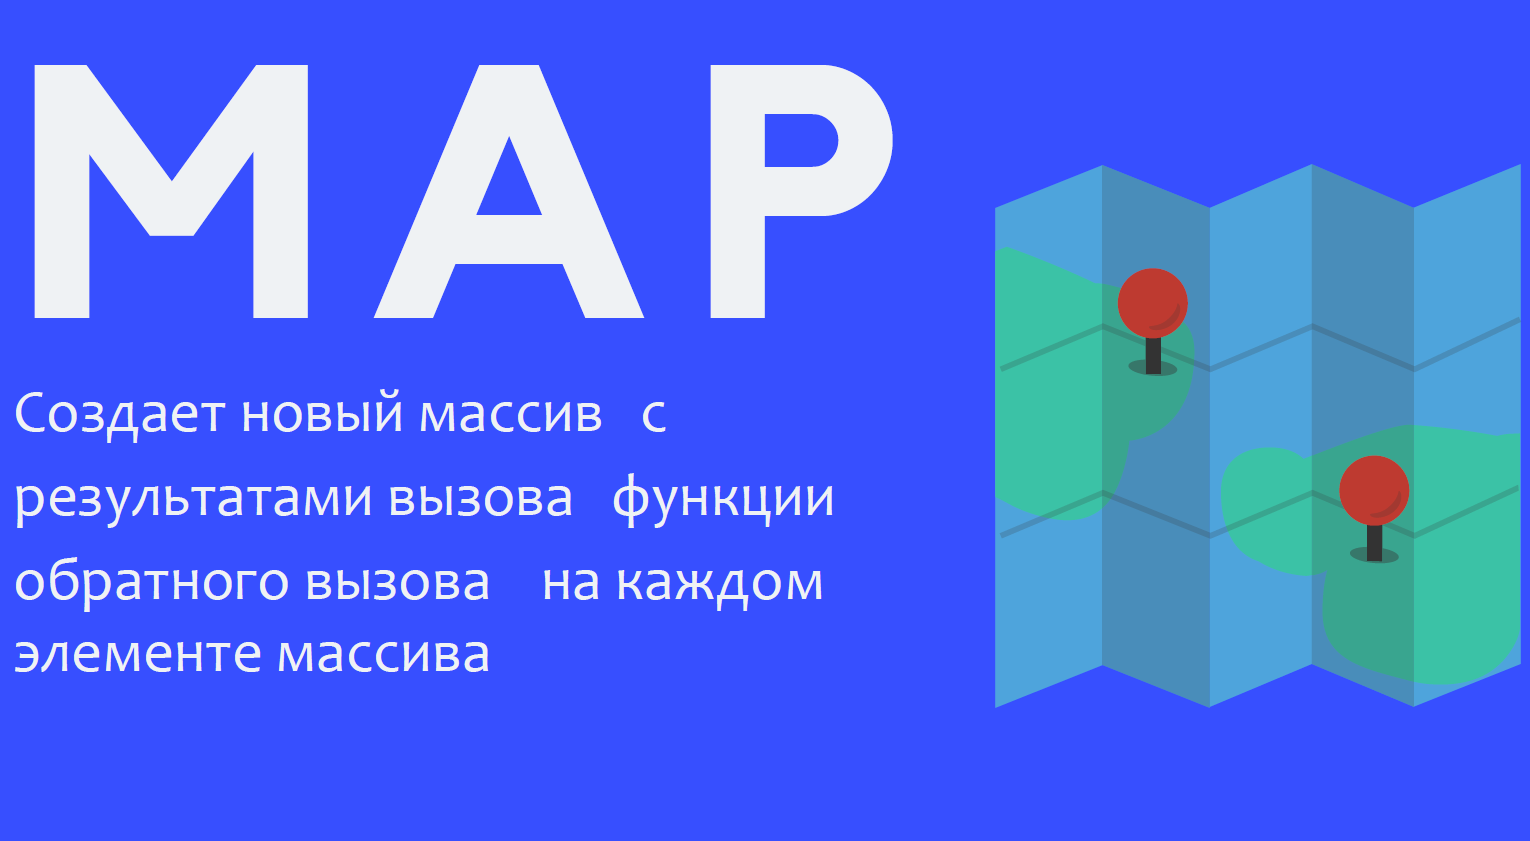 MAP
Создает новый массив с
результатами вызова функции
обратного вызова на каждом
элементе массива